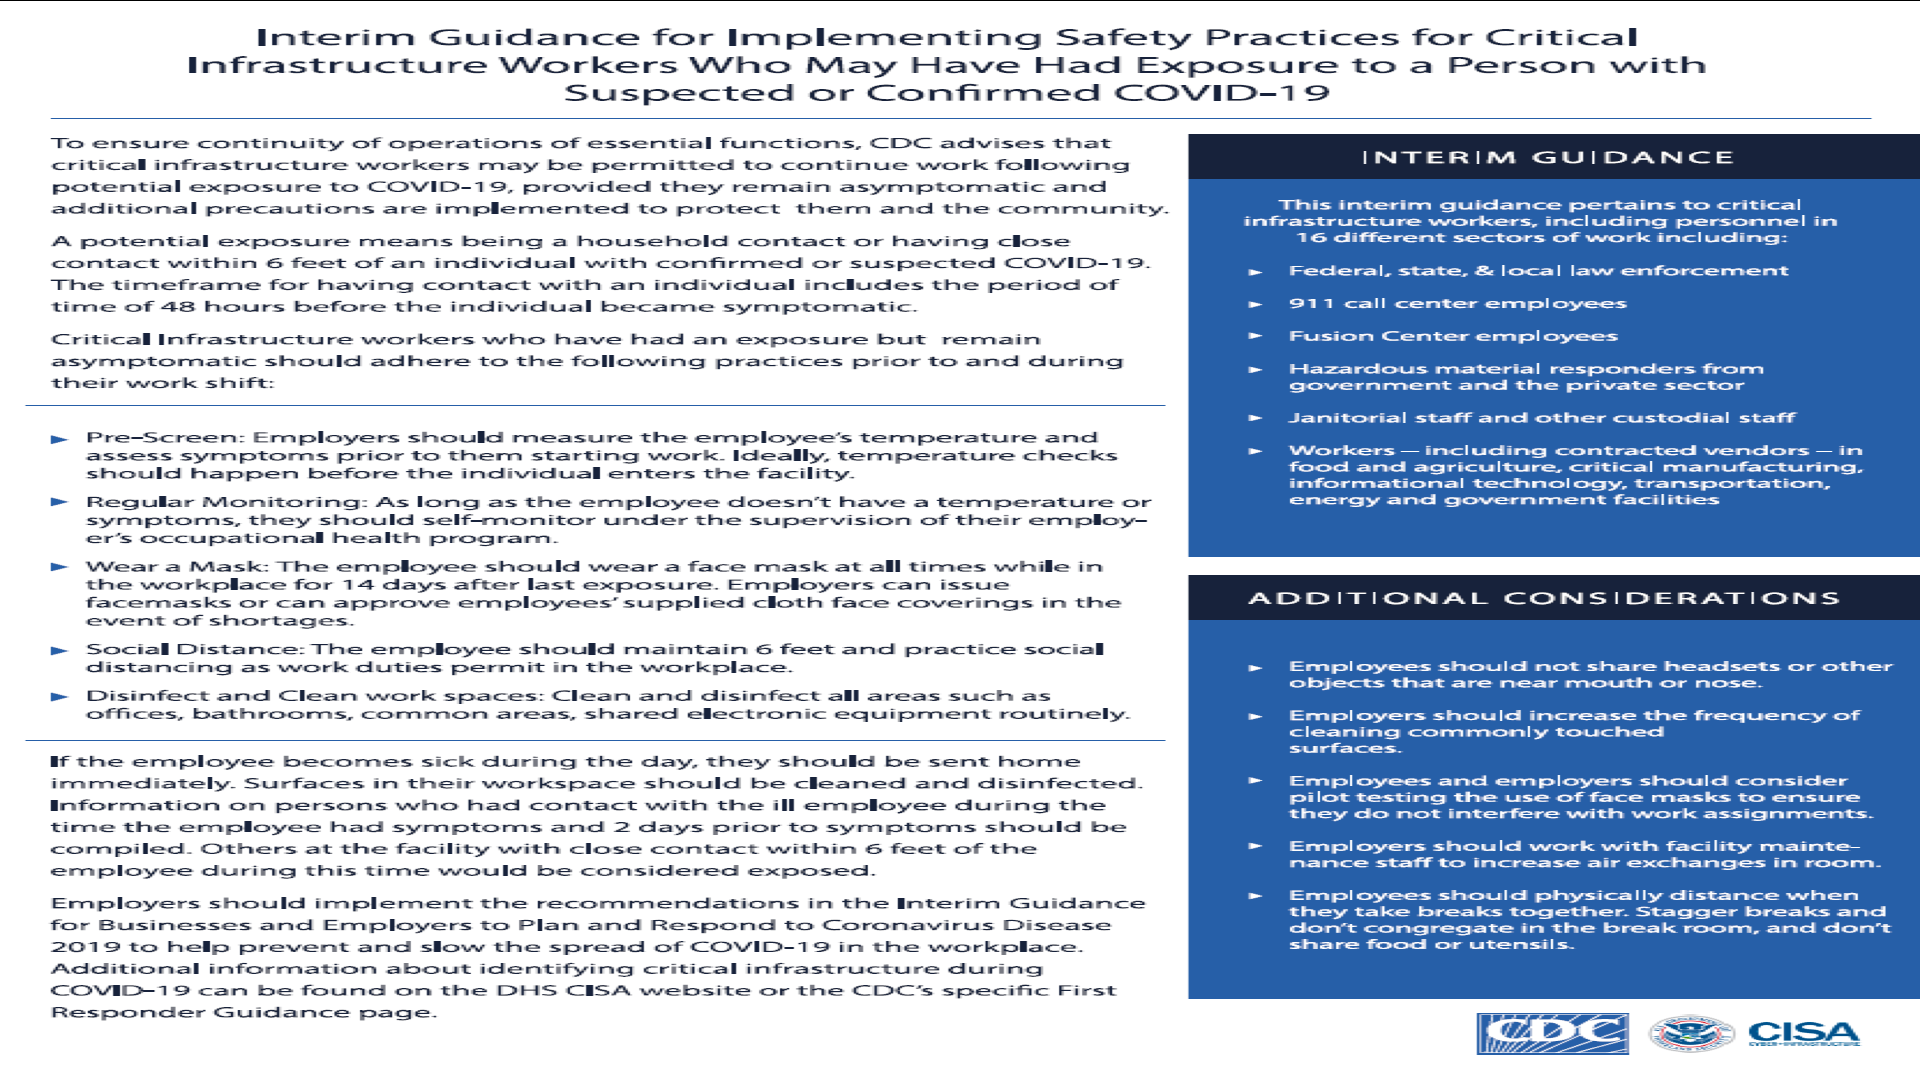 Interim Guidance for Implementing Safety Practices for Critical
Infrastructure Workers Who May Have Had Exposure to a Person with
Suspected or Confirmed COVID-19
To ensure continuity of operations of essential functions, CDC advises that
critical infrastructure workers may be permitted to continue work following
potential exposure to COVID-19, provided they remain asymptomatic and
additional precautions are implemented to protect them and the community.
A potential exposure means being a household contact or having close
contact within 6 feet of an individual with confirmed or suspected COVID-19.
The timeframe for having contact with an individual includes the period of
time of 48 hours before the individual became symptomatic.
Critical Infrastructure workers who have had an exposure but remain
asymptomatic should adhere to the following practices prior to and during
their work shift:
► Pre-Screen: Employers should measure the employee's temperature and
assess symptoms prior to them starting work. Ideally, temperature checks
should happen before the individual enters the facility.
► Regular Monitoring: As long as the employee doesn't have a temperature or
symptoms, they should self-monitor under the supervision of their employ-
er's occupational health program.
► Wear a Mask: The employee should wear a face mask at all times while in
the workplace for 14 days after last exposure. Employers can issue
facemasks or can approve employees' supplied cloth face coverings in the
event of shortages.
► Social Distance: The employee should maintain 6 feet and practice social
distancing as work duties permit in the workplace.
► Disinfect and Clean work spaces: Clean and disinfect all areas such as
offices, bathrooms, common areas, shared electronic equipment routinely.
If the employee becomes sick during the day, they should be sent home
immediately. Surfaces in their workspace should be cleaned and disinfected.
Information on persons who had contact with the ill employee during the
time the employee had symptoms and 2 days prior to symptoms should be
compiled. Others at the facility with close contact within 6 feet of the
employee during this time would be considered exposed.
Employers should implement the recommendations in the Interim Guidance
for Businesses and Employers to Plan and Respond to Coronavirus Disease
2019 to help prevent and slow the spread of COVID-19 in the workplace.
Additional information about identifying critical infrastructure during
COVID-19 can be found on the DHS CISA website or the CDC's specific First
Responder Guidance page.
INTERIM GUIDANCE
This interim guidance pertains to critical
infrastructure workers, including personnel in
16 different sectors of work including:
► Federal, state, & local law enforcement
► 911 call center employees
► Fusion Center employees
► Hazardous material responders from
government and the private sector
► Janitorial staff and other custodial staff
► Workers – including contracted vendors – in
food and agriculture, critical manufacturing,
informational technology, transportation,
energy and government facilities
ADDITIONAL CONSIDERATIONS
► Employees should not share headsets or other
objects that are near mouth or nose.
► Employers should increase the frequency of
cleaning commonly touched
surfaces.
► Employees and employers should consider
pilot testing the use of face masks to ensure
they do not interfere with work assignments.
► Employers should work with facility mainte-
nance staff to increase air exchanges in room.
► Employees should physically distance when
they take breaks together. Stagger breaks and
don't congregate in the break room, and don't
share food or utensils.
CDC
CISA
CYBER+INFRASTRUCTURE